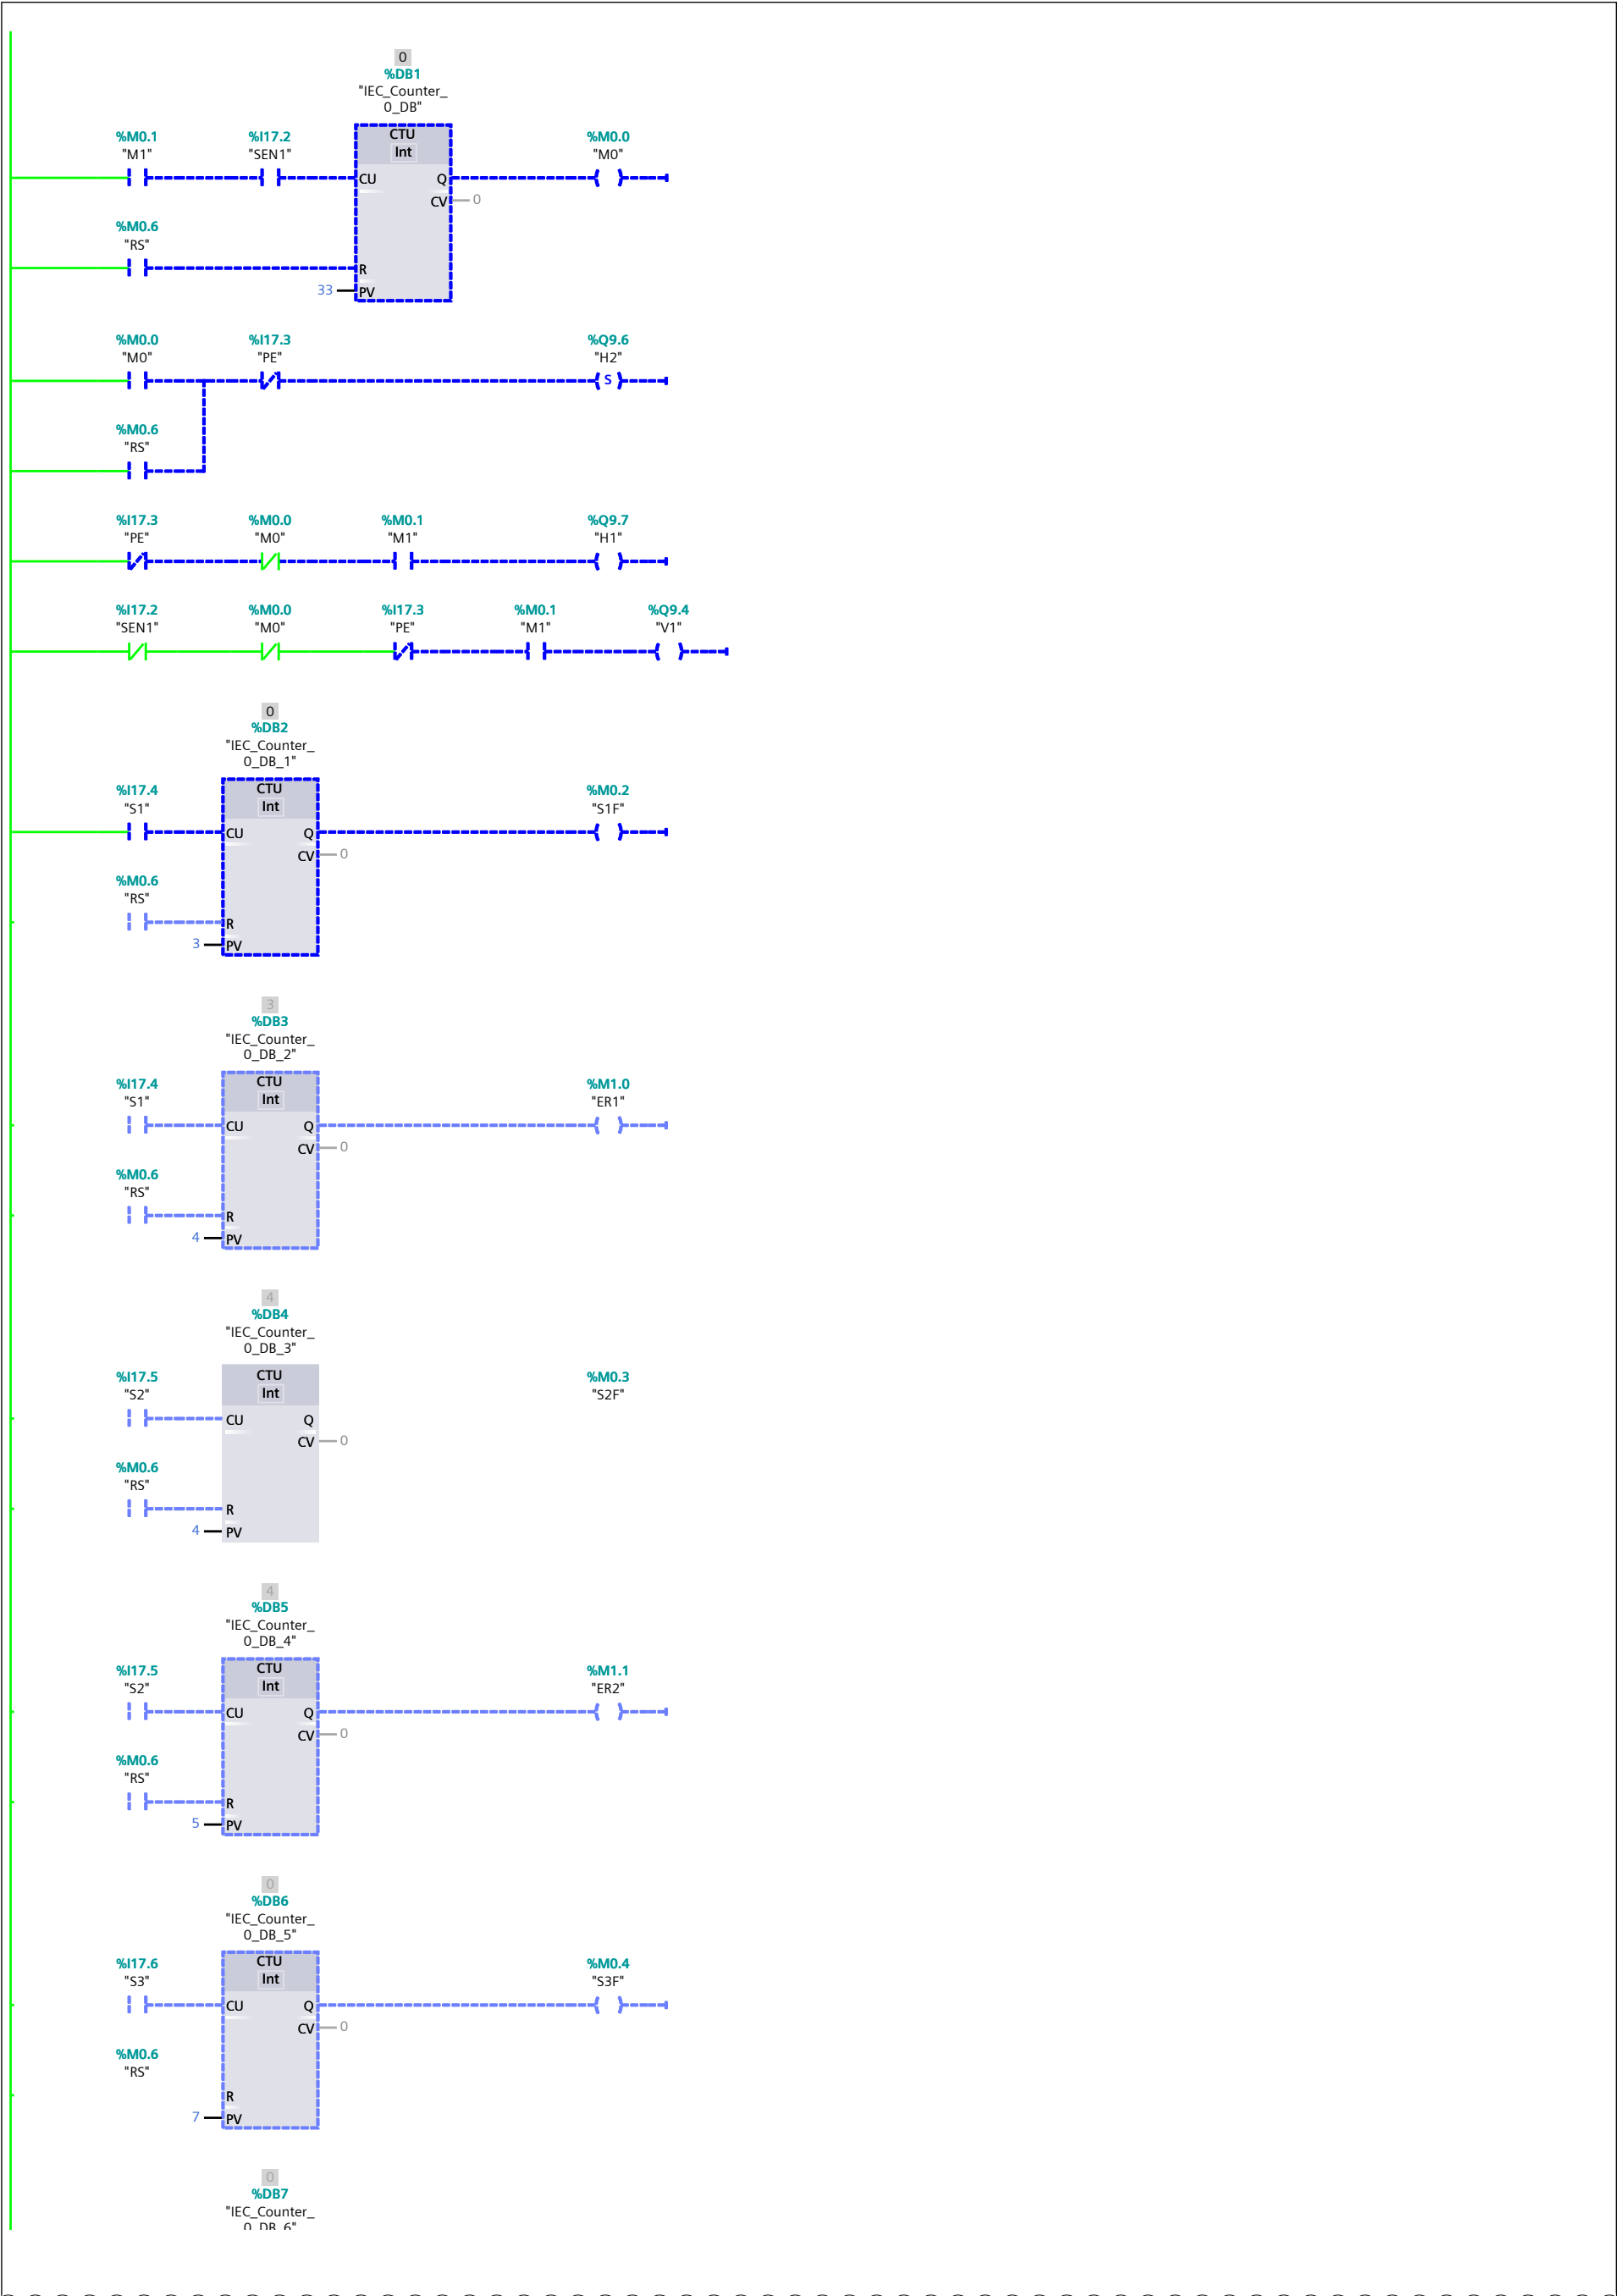 0
%DB1
"IEC_Counter_
0_DB"
%M0.1 %I17.2 CTU %M0.0
"M1" "SEN1" Int "M0"
CU Q
CV 0
%M0.6
"RS"
R
33 PV
%M0.0 %I17.3 %Q9.6
"M0" "PE" "H2"
S
%M0.6
"RS"
%I17.3 %M0.0 %M0.1 %Q9.7
"PE" "M0" "M1" "H1"
%I17.2 %M0.0 %I17.3 %M0.1 %Q9.4
"SEN1" "M0" "PE" "M1" "V1"
0
%DB2
"IEC_Counter_
0_DB_1"
%I17.4 CTU %M0.2
"S1" Int "S1F"
CU Q
CV 0
%M0.6
"RS"
R
3 PV
3
%DB3
"IEC_Counter_
0_DB_2"
%I17.4 CTU %M1.0
"S1" Int "ER1"
CU Q
CV 0
%M0.6
"RS"
R
4 PV
4
%DB4
"IEC_Counter_
0_DB_3"
%I17.5 CTU %M0.3
"S2" Int "S2F"
CU Q
CV 0
%M0.6
"RS"
R
4 PV
4
%DB5
"IEC_Counter_
0_DB_4"
%I17.5 CTU %M1.1
"S2" Int "ER2"
CU Q
CV 0
%M0.6
"RS"
R
5 PV
0
%DB6
"IEC_Counter_
0_DB_5"
%I17.6 CTU %M0.4
"S3" Int "S3F"
CU Q
CV 0
%M0.6
"RS"
R
7 PV
0
%DB7
"IEC_Counter_
0_DB_6"